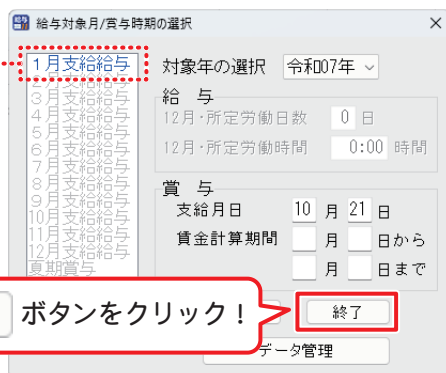 給与対象月/賞与時期の選択
1月支給給与
2月支給給与
3月支給給与
4月支給給与
5月支給給与
6月支給給与
7月支給給与
8月支給給与
9月支給給与
10月支給給与
11月支給給与
12月支給給与
夏期賞与
対象年の選択 令和07年
給 与
12月・所定労働日数 0 日
12月・所定労働時間 0:00 時間
賞 与
支給月日 10 月 21 日
賃金計算期間 月 日から
月 日まで
ボタンをクリック！
終了
データ管理